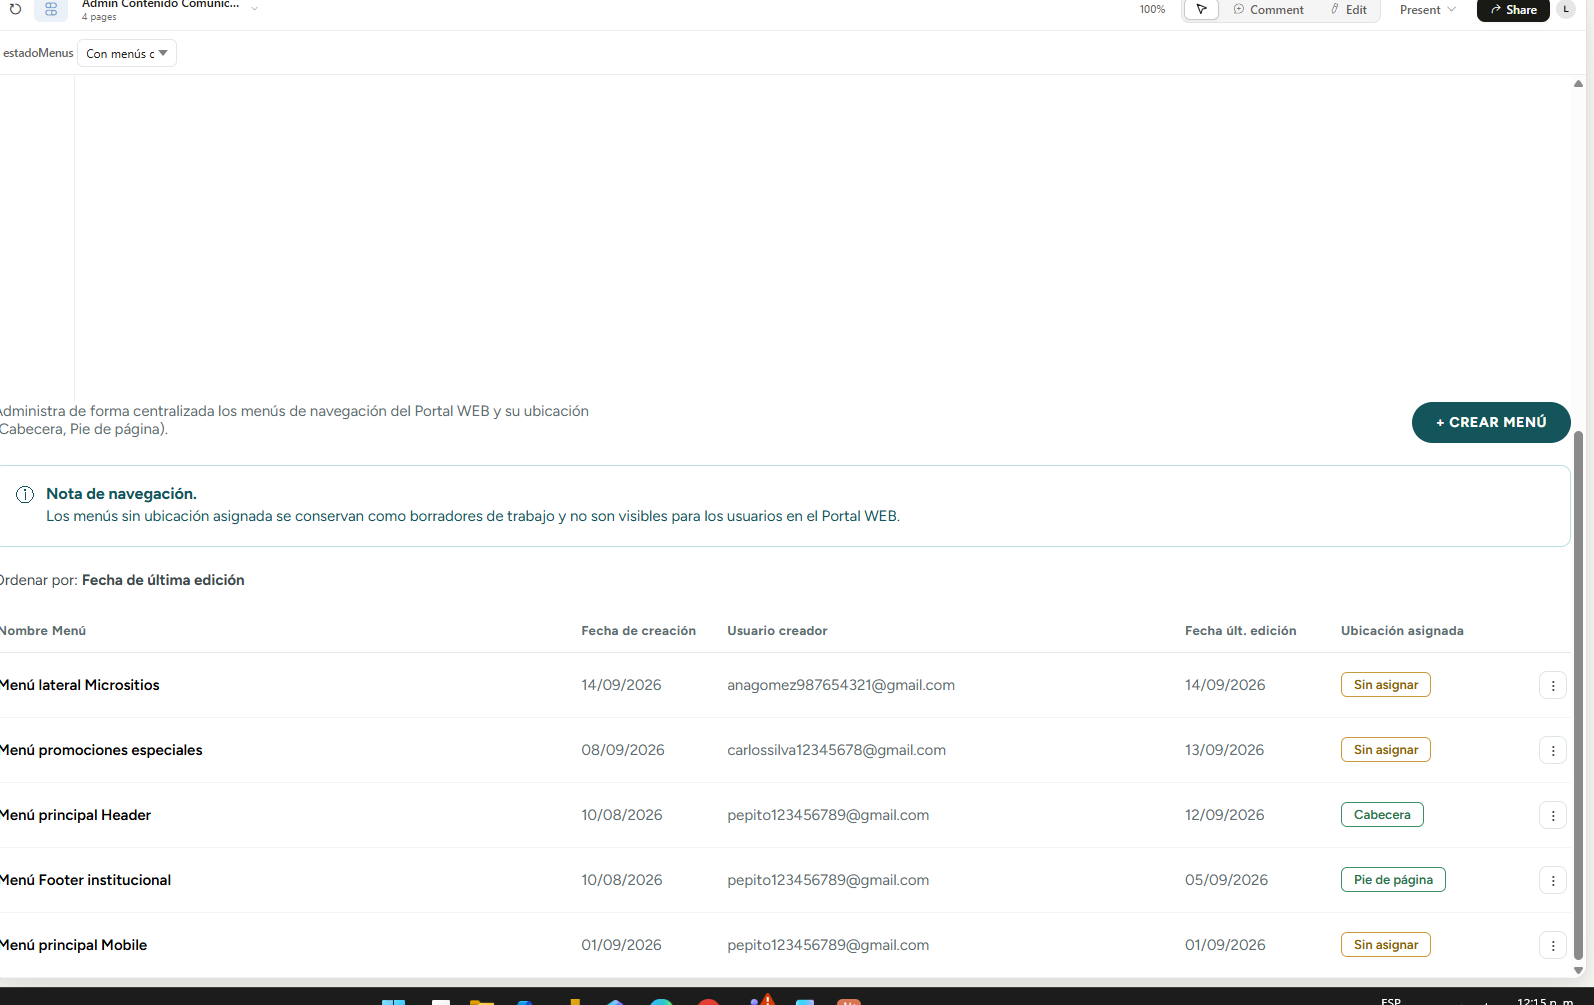 Admin Contenido Comunic...
4 pages
100%
Comment
Edit
Present
Share
L
estadoMenus
Con menús c
Administra de forma centralizada los menús de navegación del Portal WEB y su ubicación
(Cabecera, Pie de página).
+ CREAR MENÚ
Nota de navegación.
Los menús sin ubicación asignada se conservan como borradores de trabajo y no son visibles para los usuarios en el Portal WEB.
Ordenar por: Fecha de última edición
Nombre Menú Fecha de creación Usuario creador Fecha últ. edición Ubicación asignada
Menú lateral Micrositios 14/09/2026 anagomez987654321@gmail.com 14/09/2026 Sin asignar
Menú promociones especiales 08/09/2026 carlossilva12345678@gmail.com 13/09/2026 Sin asignar
Menú principal Header 10/08/2026 pepito123456789@gmail.com 12/09/2026 Cabecera
Menú Footer institucional 10/08/2026 pepito123456789@gmail.com 05/09/2026 Pie de página
Menú principal Mobile 01/09/2026 pepito123456789@gmail.com 01/09/2026 Sin asignar
ESP
12:15 p. m.